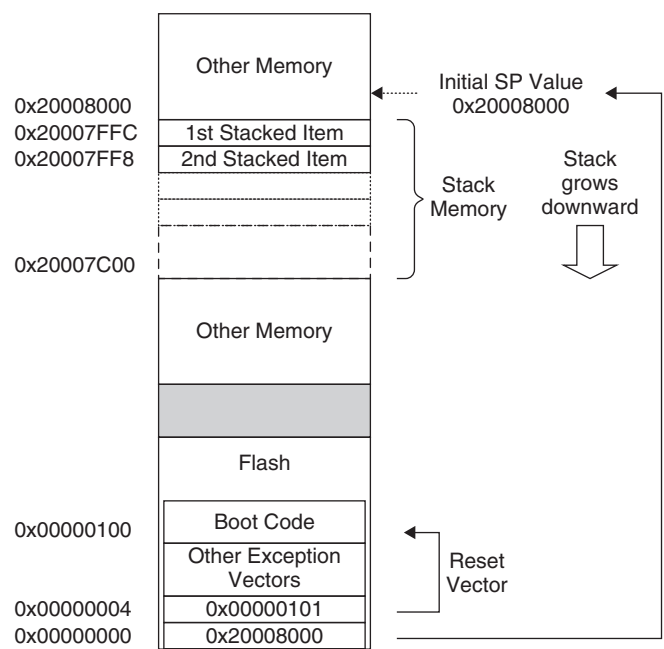 Other Memory
Initial SP Value
0x20008000
0x20008000
0x20007FFC
1st Stacked Item
0x20007FF8
2nd Stacked Item
Stack
Memory
Stack
grows
downward
0x20007C00
Other Memory
Flash
0x00000100
Boot Code
Other Exception
Vectors
Reset
Vector
0x00000004
0x00000101
0x00000000
0x20008000